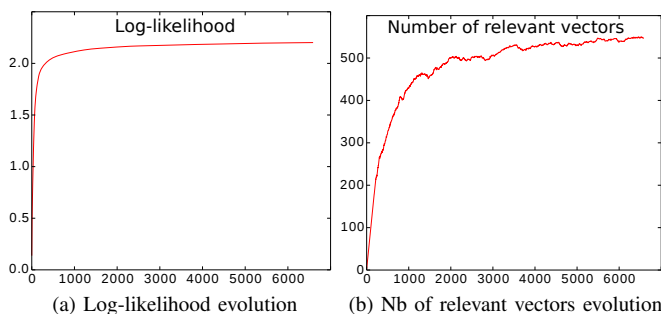 Log-likelihood
2.0
1.5
1.0
0.5
0.0
0 1000 2000 3000 4000 5000 6000
(a) Log-likelihood evolution
Number of relevant vectors
500
400
300
200
100
0
0 1000 2000 3000 4000 5000 6000
(b) Nb of relevant vectors evolution